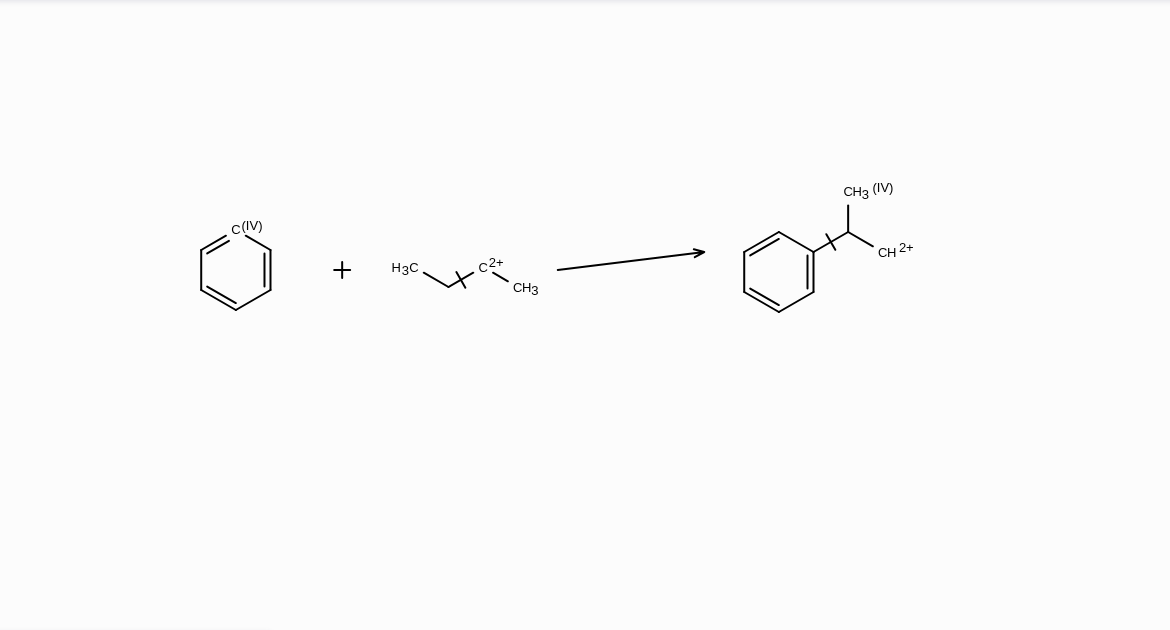 CH3 (IV)
C(IV)
+
H3C
C2+
CH3
CH 2+